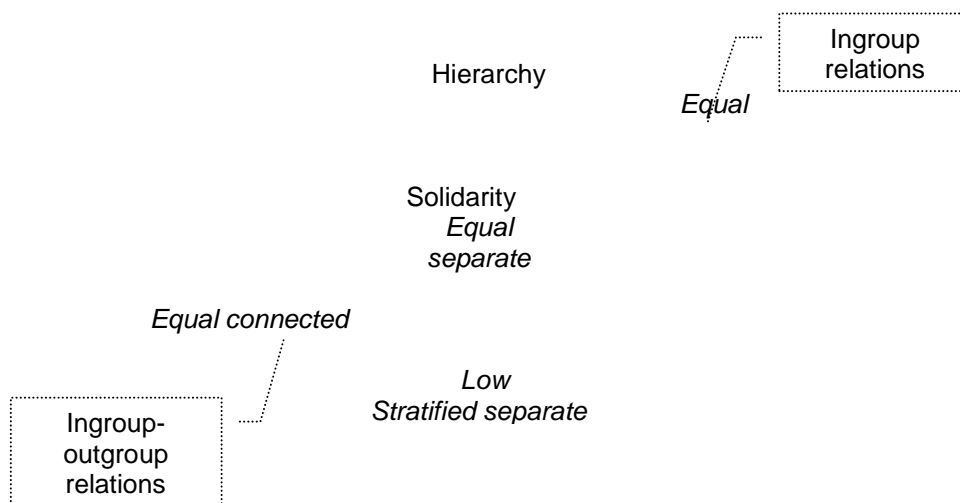 Ingroup
relations
Hierarchy
Equal
Solidarity
Equal
separate
Equal connected
Low
Stratified separate
Ingroup-
outgroup
relations